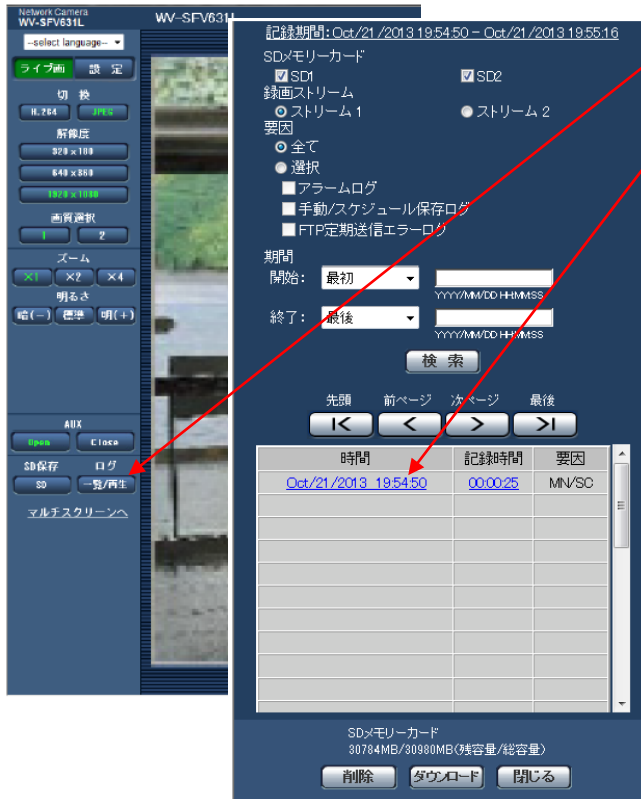 Network Camera
WV-SFV631L
WV-SFV631L
--select language--
ライブ画 設 定
切 換
H.264 JPEG
解像度
320×180
640×360
1920×1080
画質選択
1 2
ズーム
×1 ×2 ×4
明るさ
暗(−) 標準 明(+)
AUX
Open Close
SD保存 ログ
SD 一覧/再生
マルチスクリーンへ
記録期間:Oct/21/2013 19:54:50 - Oct/21/2013 19:55:16
SDメモリーカード
SD1 SD2
録画ストリーム
ストリーム 1 ストリーム 2
要因
全て
選択
アラームログ
手動/スケジュール保存ログ
FTP定期送信エラーログ
期間
開始: 最初
YYYY/MM/DD HH:MM:SS
終了: 最後
YYYY/MM/DD HH:MM:SS
検 索
先頭 前ページ 次ページ 最後
時間 記録時間 要因
Oct/21/2013 19:54:50 00:00:25 MN/SC
SDメモリーカード
30784MB/30980MB(残容量/総容量)
削除 ダウンロード 閉じる